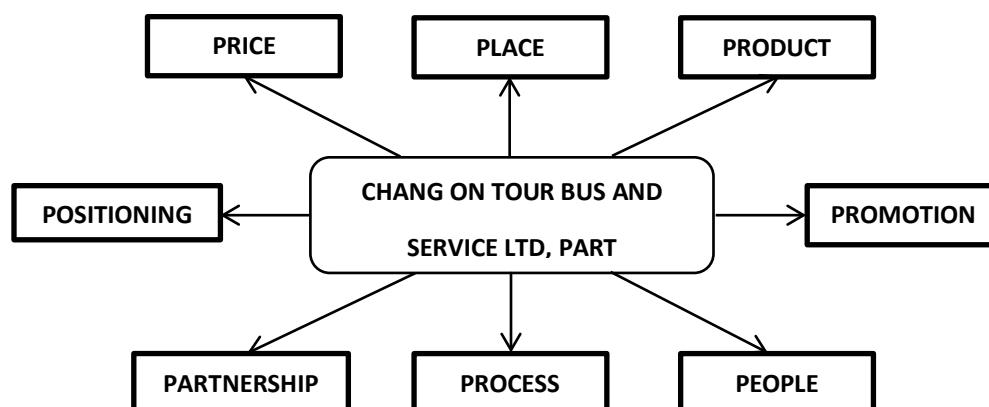 PRICE
PLACE
PRODUCT
CHANG ON TOUR BUS AND
SERVICE LTD, PART
POSITIONING
PROMOTION
PARTNERSHIP
PROCESS
PEOPLE